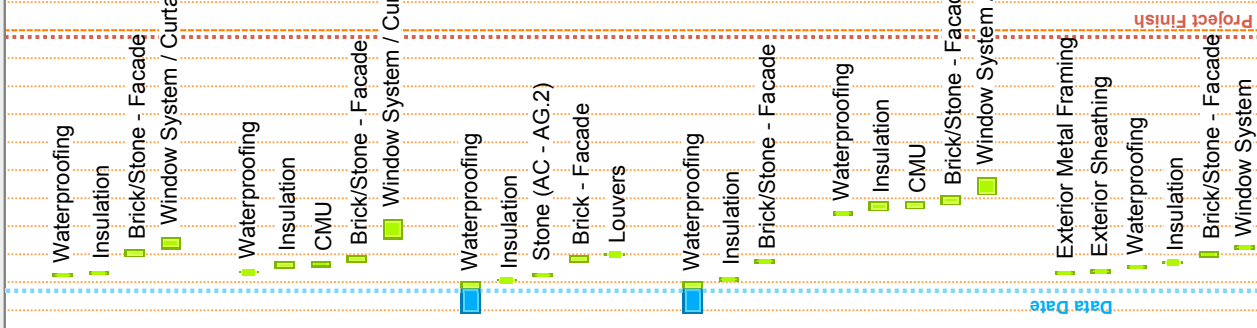 Project Finish
Waterproofing
Insulation
Brick/Stone - Facade
Window System / Curta
Waterproofing
Insulation
CMU
Brick/Stone - Facade
Window System / Cur
Waterproofing
Insulation
Stone (AC - AG.2)
Brick - Facade
Louvers
Waterproofing
Insulation
Brick/Stone - Facade
Waterproofing
Insulation
CMU
Brick/Stone - Facad
Window System
Exterior Metal Framing
Exterior Sheathing
Waterproofing
Insulation
Brick/Stone - Facade
Window System
Data Date